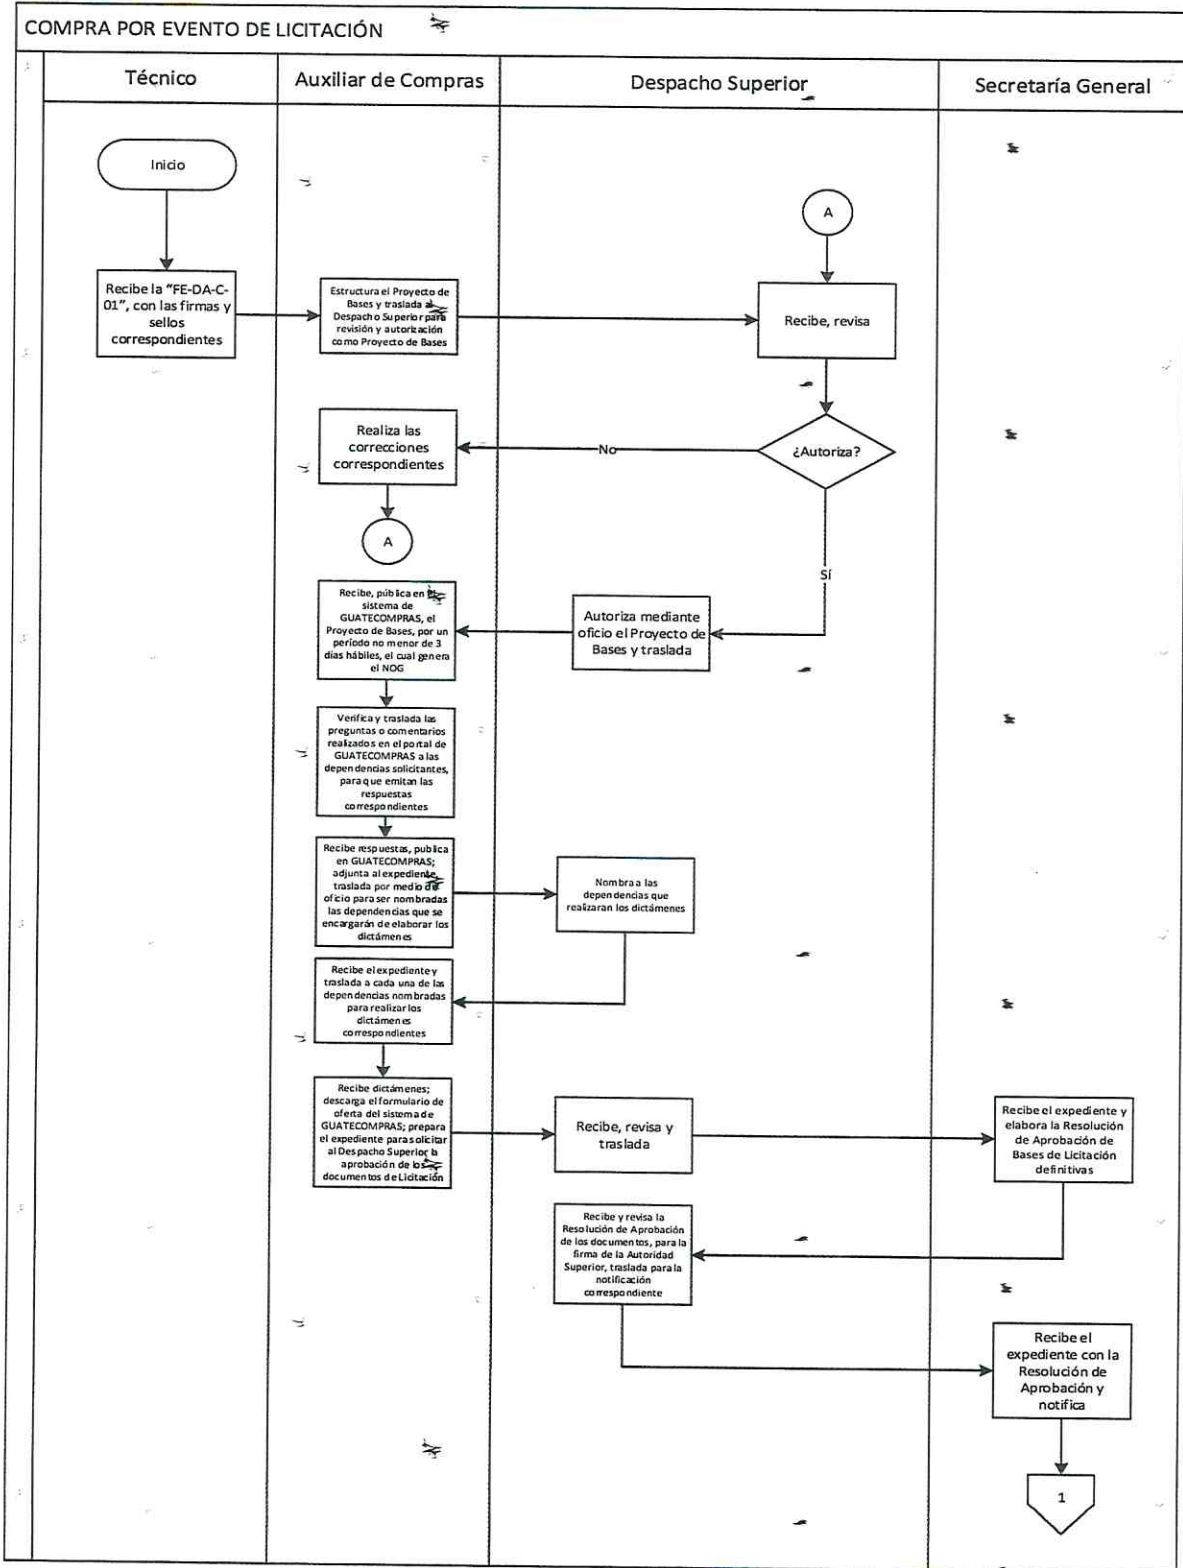 COMPRA POR EVENTO DE LICITACIÓN
Técnico
Auxiliar de Compras
Despacho Superior
Secretaría General
Inicio
A
Recibe la "FE-DA-C-
01", con las firmas y
sellos
correspondientes
Estructura el Proyecto de
Bases y traslada al
Despacho Superior para
revisión y autorización
como Proyecto de Bases
Recibe, revisa
Realiza las
correcciones
correspondientes
No
¿Autoriza?
A
Sí
Recibe, pública en el
sistema de
GUATECOMPRAS, el
Proyecto de Bases, por un
período no menor de 3
días hábiles, el cual genera
el NOG
Autoriza mediante
oficio el Proyecto de
Bases y traslada
Verifica y traslada las
preguntas o comentarios
realizados en el portal de
GUATECOMPRAS a las
dependencias solicitantes,
para que emitan las
respuestas
correspondientes
Recibe respuestas, publica
en GUATECOMPRAS;
adjunta al expediente,
traslada por medio de
oficio para ser nombradas
las dependencias que se
encargarán de elaborar los
dictámenes
Nombra a las
dependencias que
realizaran los dictámenes
Recibe el expediente y
traslada a cada una de las
dependencias nombradas
para realizar los
dictámenes
correspondientes
Recibe dictámenes;
descarga el formulario de
oferta del sistema de
GUATECOMPRAS; prepara
el expediente para solicitar
al Despacho Superior la
aprobación de los
documentos de Licitación
Recibe, revisa y
traslada
Recibe el expediente y
elabora la Resolución
de Aprobación de
Bases de Licitación
definitivas
Recibe y revisa la
Resolución de Aprobación
de los documentos, para la
firma de la Autoridad
Superior, traslada para la
notificación
correspondiente
Recibe el
expediente con la
Resolución de
Aprobación y
notifica
1